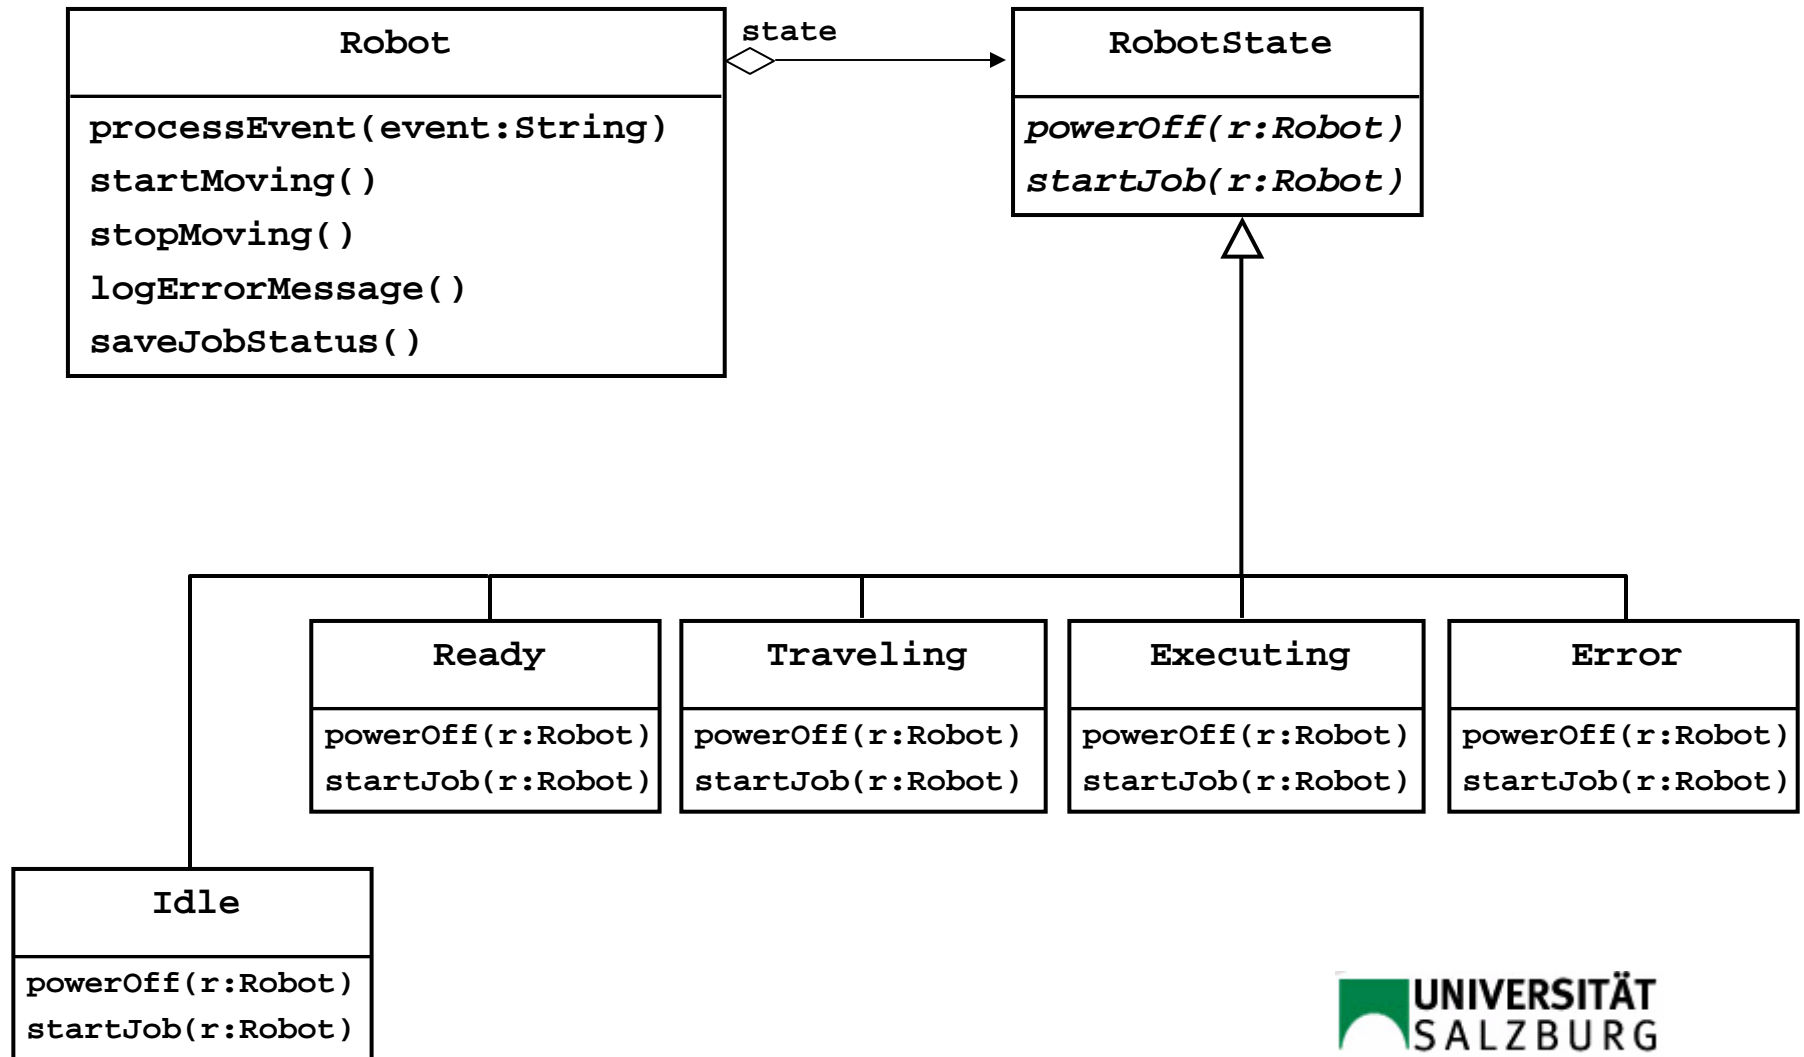 Robot
processEvent(event:String)
startMoving()
stopMoving()
logErrorMessage()
saveJobStatus()
state
RobotState
powerOff(r:Robot)
startJob(r:Robot)
Ready
powerOff(r:Robot)
startJob(r:Robot)
Traveling
powerOff(r:Robot)
startJob(r:Robot)
Executing
powerOff(r:Robot)
startJob(r:Robot)
Error
powerOff(r:Robot)
startJob(r:Robot)
Idle
powerOff(r:Robot)
startJob(r:Robot)
UNIVERSITÄT
SALZBURG